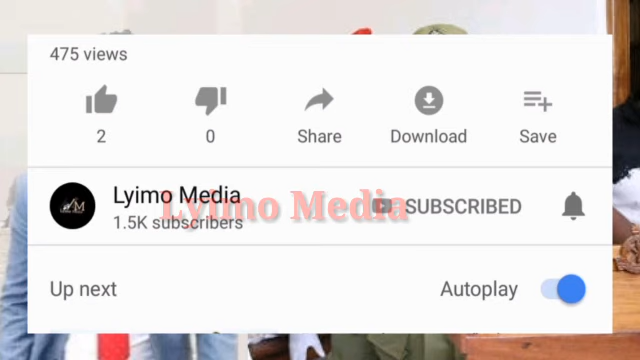 475 views
2
0
Share
Download
Save
Lyimo Media
1.5K subscribers
SUBSCRIBED
Lyimo Media
Up next
Autoplay